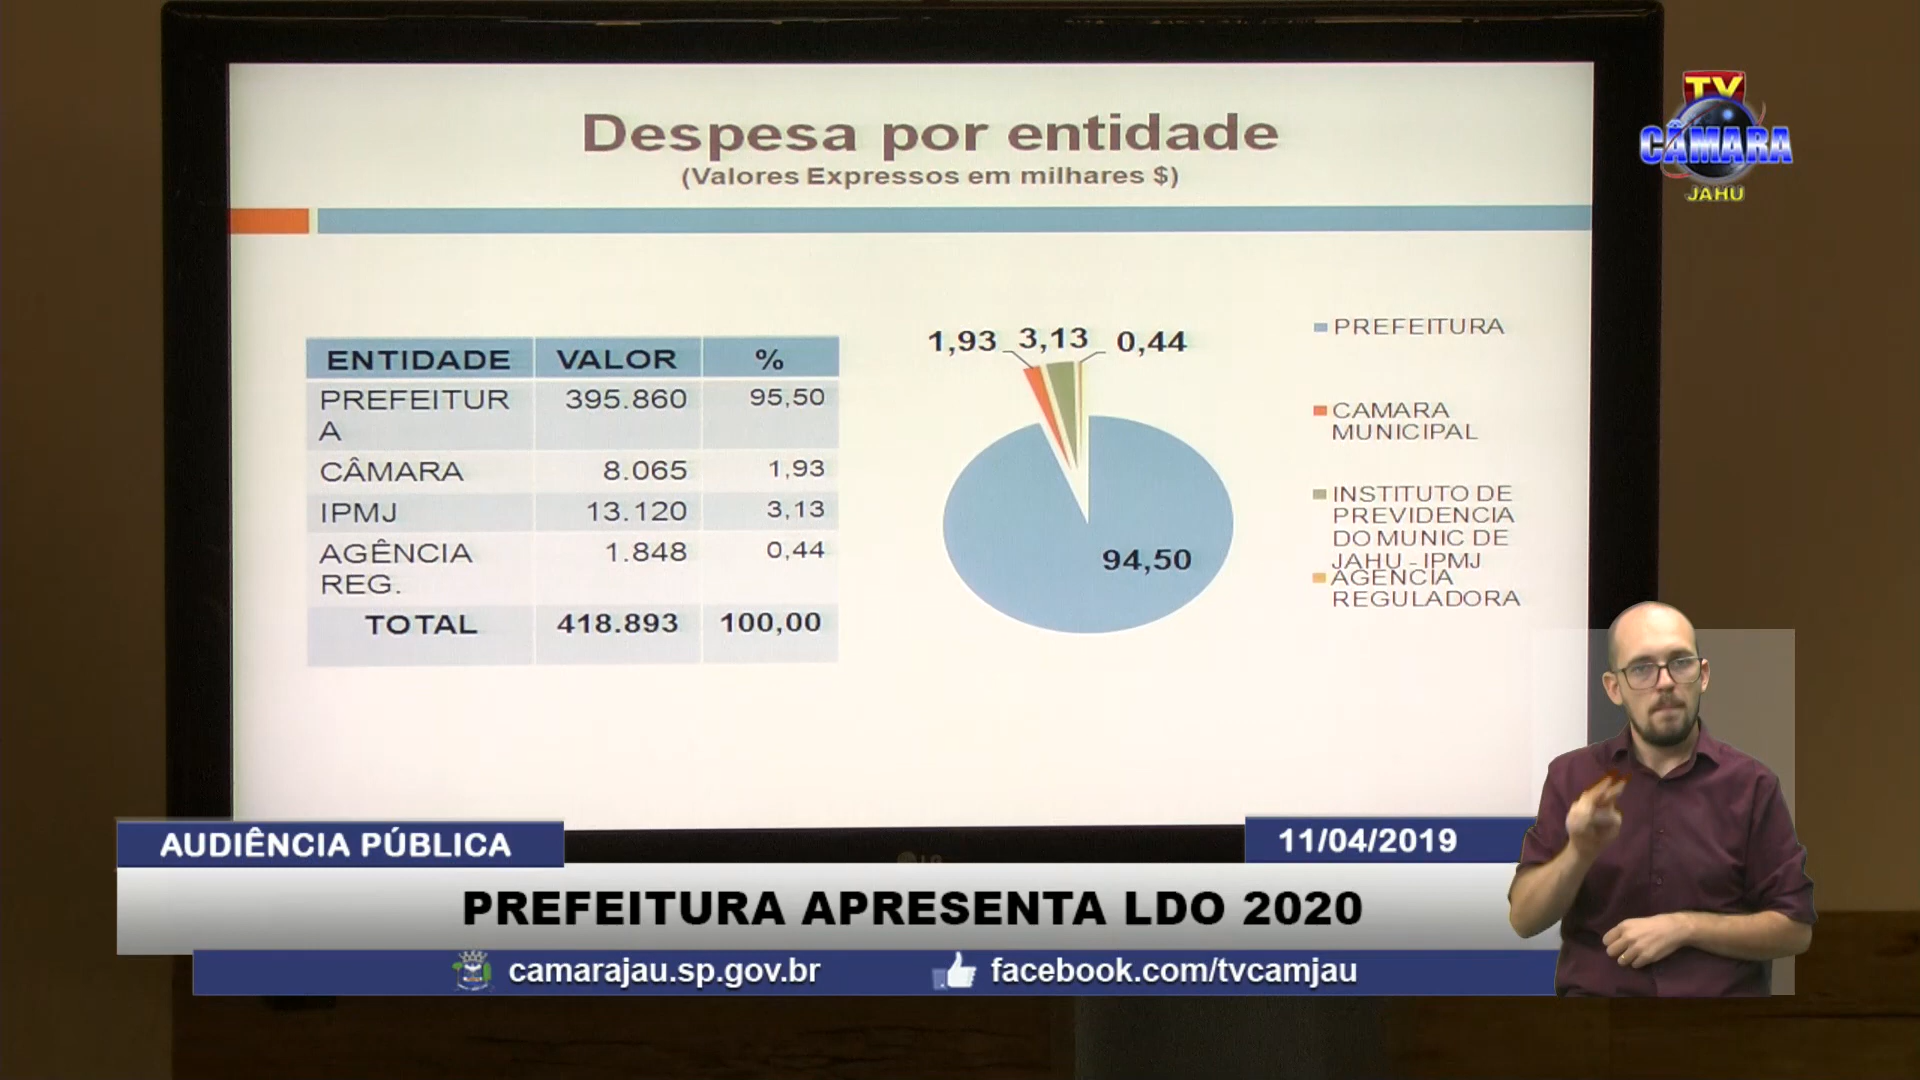 Despesa por entidade
(Valores Expressos em milhares $)
TV
CÂMARA
JAHU
ENTIDADE VALOR %
PREFEITUR 395.860 95,50
A
CÂMARA 8.065 1,93
IPMJ 13.120 3,13
AGÊNCIA 1.848 0,44
REG.
TOTAL 418.893 100,00
1,93 3,13 0,44
94,50
PREFEITURA
CAMARA
MUNICIPAL
INSTITUTO DE
PREVIDENCIA
DO MUNIC DE
JAHU - IPMJ
AGENCIA
REGULADORA
AUDIÊNCIA PÚBLICA
11/04/2019
PREFEITURA APRESENTA LDO 2020
camarajau.sp.gov.br
facebook.com/tvcamjau